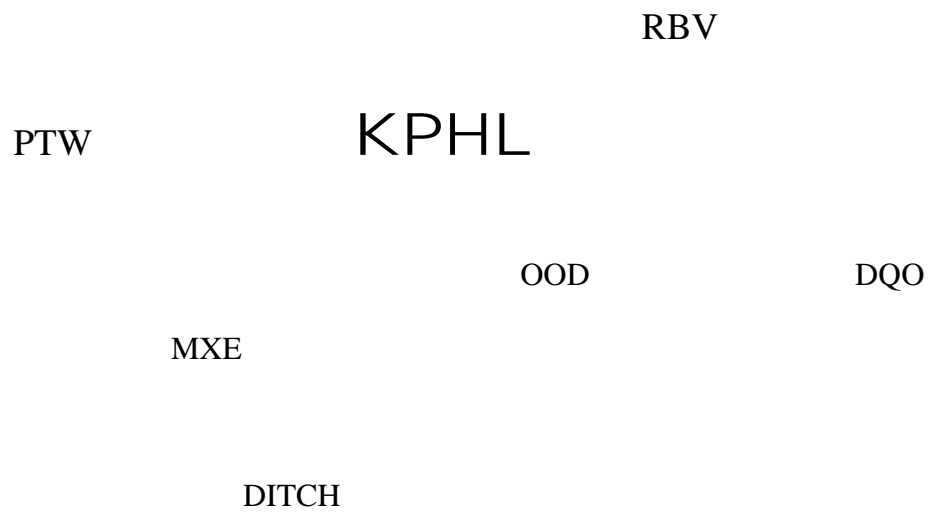 RBV
PTW KPHL
OOD DQO
MXE
DITCH